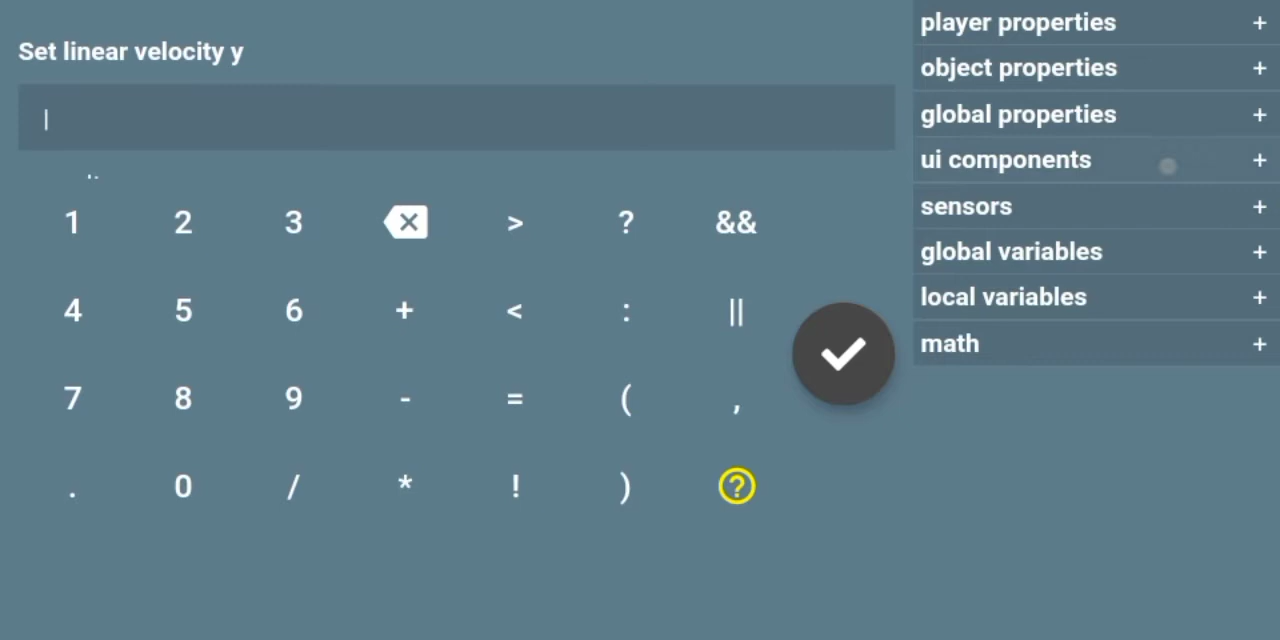 Set linear velocity y
1 2 3 > ? &&
4 5 6 + < : ||
7 8 9 - = ( ,
. 0 / * ! ) ?
player properties +
object properties +
global properties +
ui components +
sensors +
global variables +
local variables +
math +